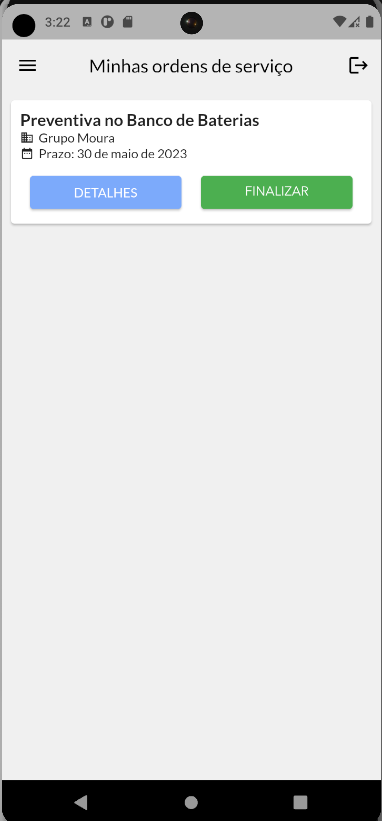 3:22
Minhas ordens de serviço
Preventiva no Banco de Baterias
Grupo Moura
Prazo: 30 de maio de 2023
DETALHES
FINALIZAR